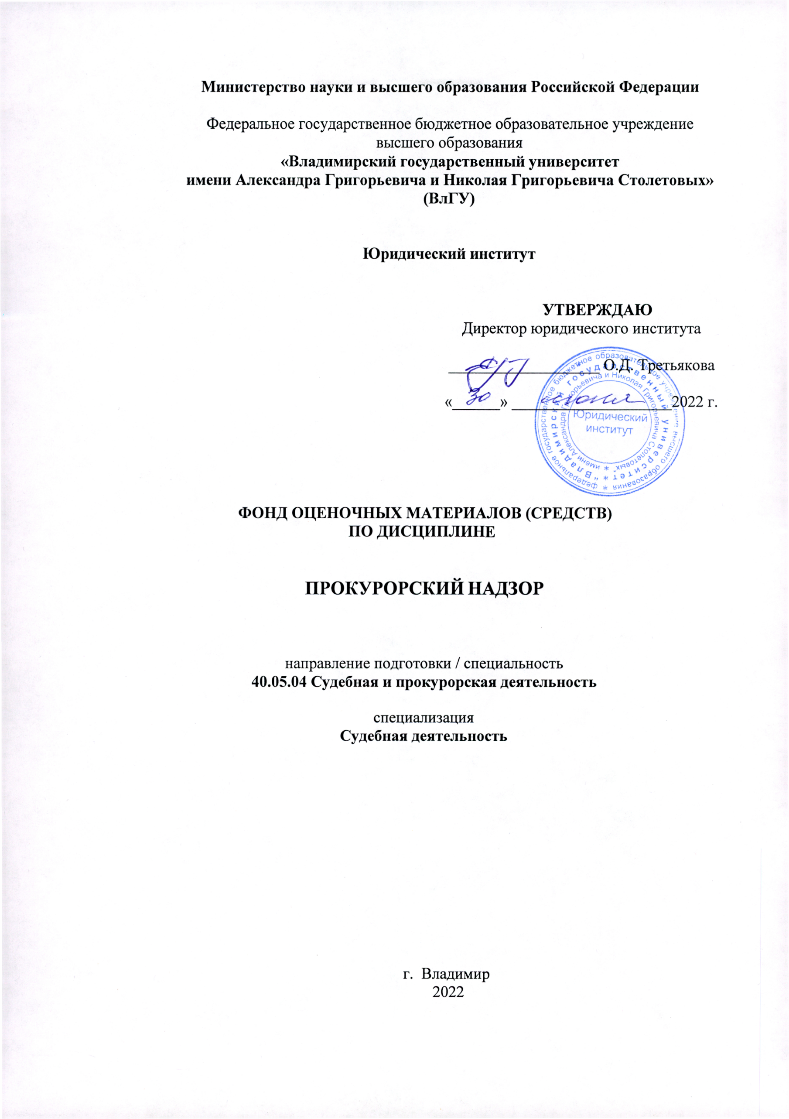 Министерство науки и высшего образования Российской Федерации
Федеральное государственное бюджетное образовательное учреждение
высшего образования
«Владимирский государственный университет
имени Александра Григорьевича и Николая Григорьевича Столетовых»
(ВлГУ)
Юридический институт
УТВЕРЖДАЮ
Директор юридического института
О.Д. Третьякова
«30» 2022 г.
Юридический
институт
ФОНД ОЦЕНОЧНЫХ МАТЕРИАЛОВ (СРЕДСТВ)
ПО ДИСЦИПЛИНЕ
ПРОКУРОРСКИЙ НАДЗОР
направление подготовки / специальность
40.05.04 Судебная и прокурорская деятельность
специализация
Судебная деятельность
г. Владимир
2022